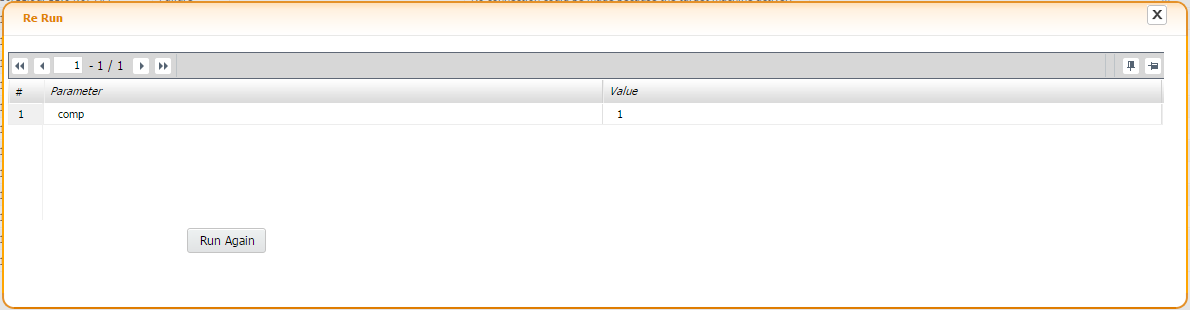 Re Run
X
1 - 1 / 1
# Parameter Value
1 comp 1
Run Again